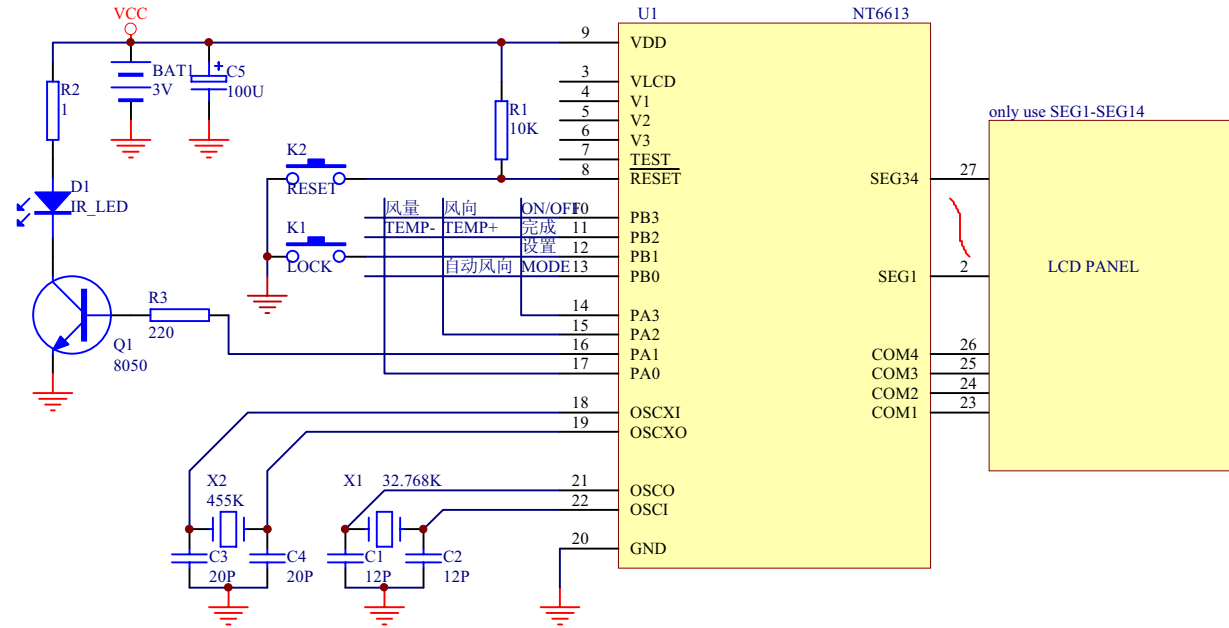 VCC
U1 NT6613
9 VDD
BAT1
3V
C5
100U
R2
1
R1
10K
3 VLCD
4 V1
5 V2
6 V3
7 TEST
8 RESET
only use SEG1-SEG14
K2
RESET
D1
IR_LED
SEG34 27
风量 风向 ON/OFF 10 PB3
TEMP- TEMP+ 完成 11 PB2
K1
LOCK
设置 12 PB1
自动风向 MODE 13 PB0
SEG1 2
LCD PANEL
R3
220
Q1
8050
14 PA3
15 PA2
16 PA1
17 PA0
COM4 26
COM3 25
COM2 24
COM1 23
18 OSCXI
19 OSCXO
X2
455K
X1 32.768K
21 OSCO
22 OSCI
20 GND
C3
20P
C4
20P
C1
12P
C2
12P